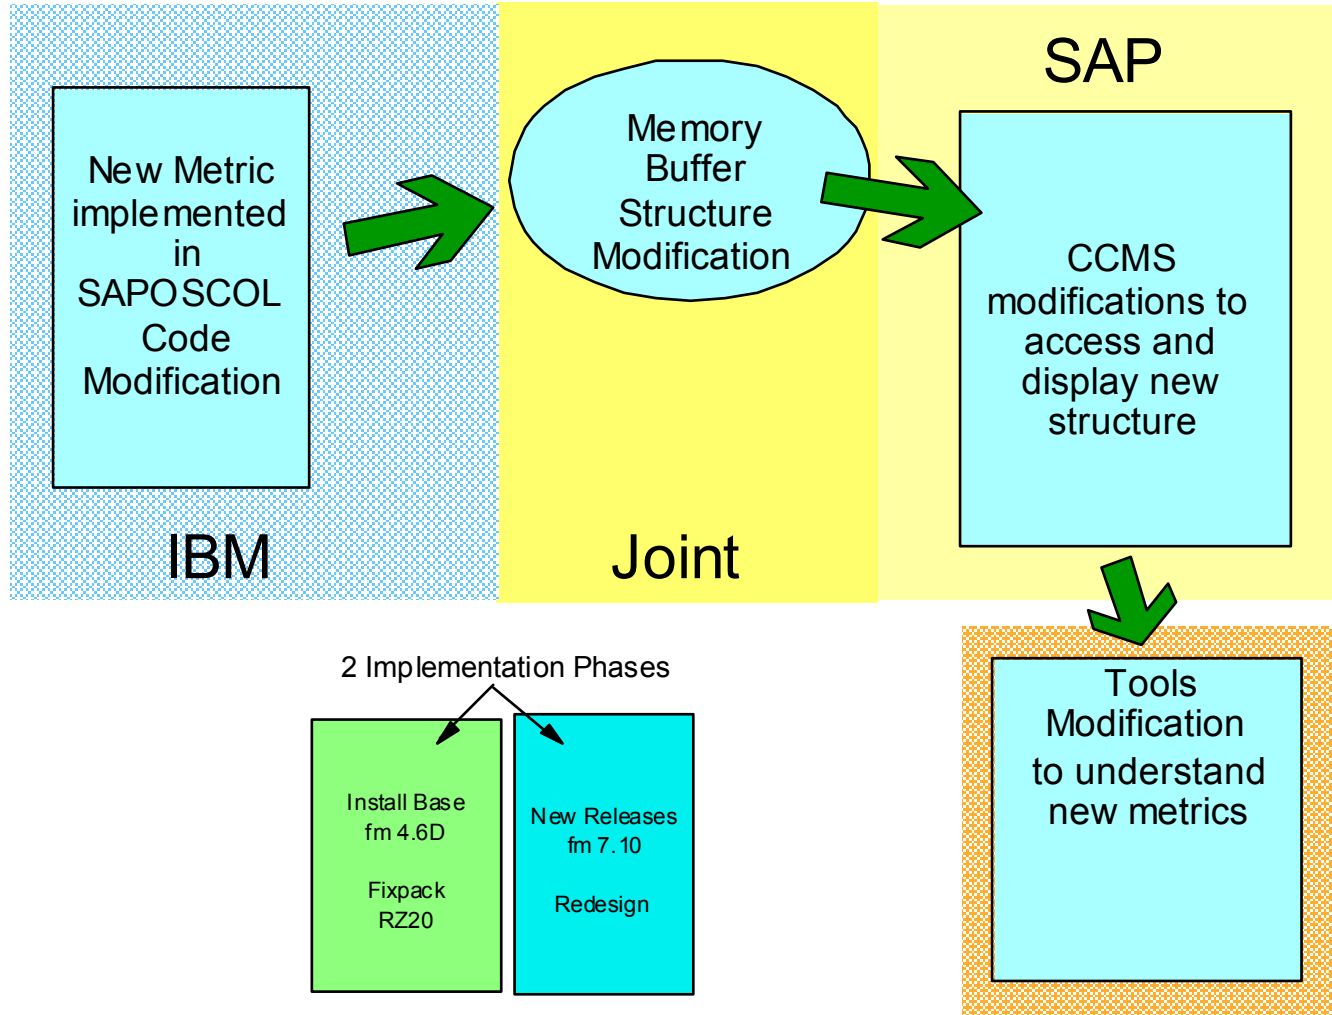 New Metric
implemented
in
SAPOSCOL
Code
Modification
IBM
Memory
Buffer
Structure
Modification
Joint
SAP
CCMS
modifications to
access and
display new
structure
Tools
Modification
to understand
new metrics
2 Implementation Phases
Install Base
fm 4.6D
Fixpack
RZ20
New Releases
fm 7.10
Redesign